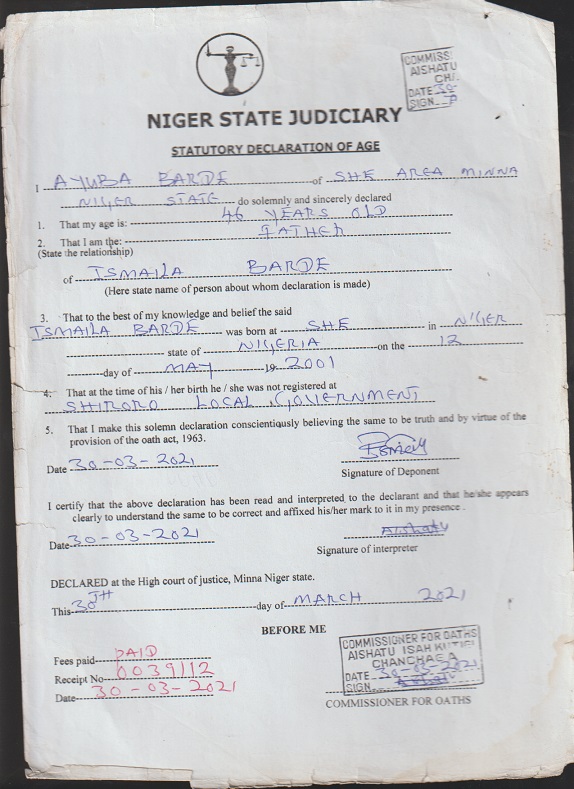 COMMISS
AISHATU
CHA
DATE 30-
SIGN
NIGER STATE JUDICIARY
STATUTORY DECLARATION OF AGE
I AYUBA BARDE of SHE AREA MINNA
NIGER STATE do solemnly and sincerely declared
1. That my age is: 46 YEARS OLD
2. That I am the: FATHER
(State the relationship)
of ISMAILA BARDE
(Here state name of person about whom declaration is made)
3. That to the best of my knowledge and belief the said
ISMAILA BARDE was born at SHE in NIGER
state of NIGERIA on the 12
day of MAY 19 2001
4. That at the time of his / her birth he / she was not registered at
SHIRORO LOCAL GOVERNMENT
5. That I make this solemn declaration conscientiously believing the same to be truth and by virtue of the
provision of the oath act, 1963.
Date 30-03-2021
Signature of Deponent
I certify that the above declaration has been read and interpreted to the declarant and that he/she appears
clearly to understand the same to be correct and affixed his/her mark to it in my presence .
Aishatu
Date 30-03-2021
Signature of interpreter
DECLARED at the High court of justice, Minna Niger state.
This 30TH day of MARCH 2021
BEFORE ME
Fees paid PAID
Receipt No 0039112
Date 30-03-2021
COMMISSIONER FOR OATHS
AISHATU ISAH KUTIGI
CHANCHAGA
DATE 30-03-2021
SIGN Aishatu
COMMISSIONER FOR OATHS